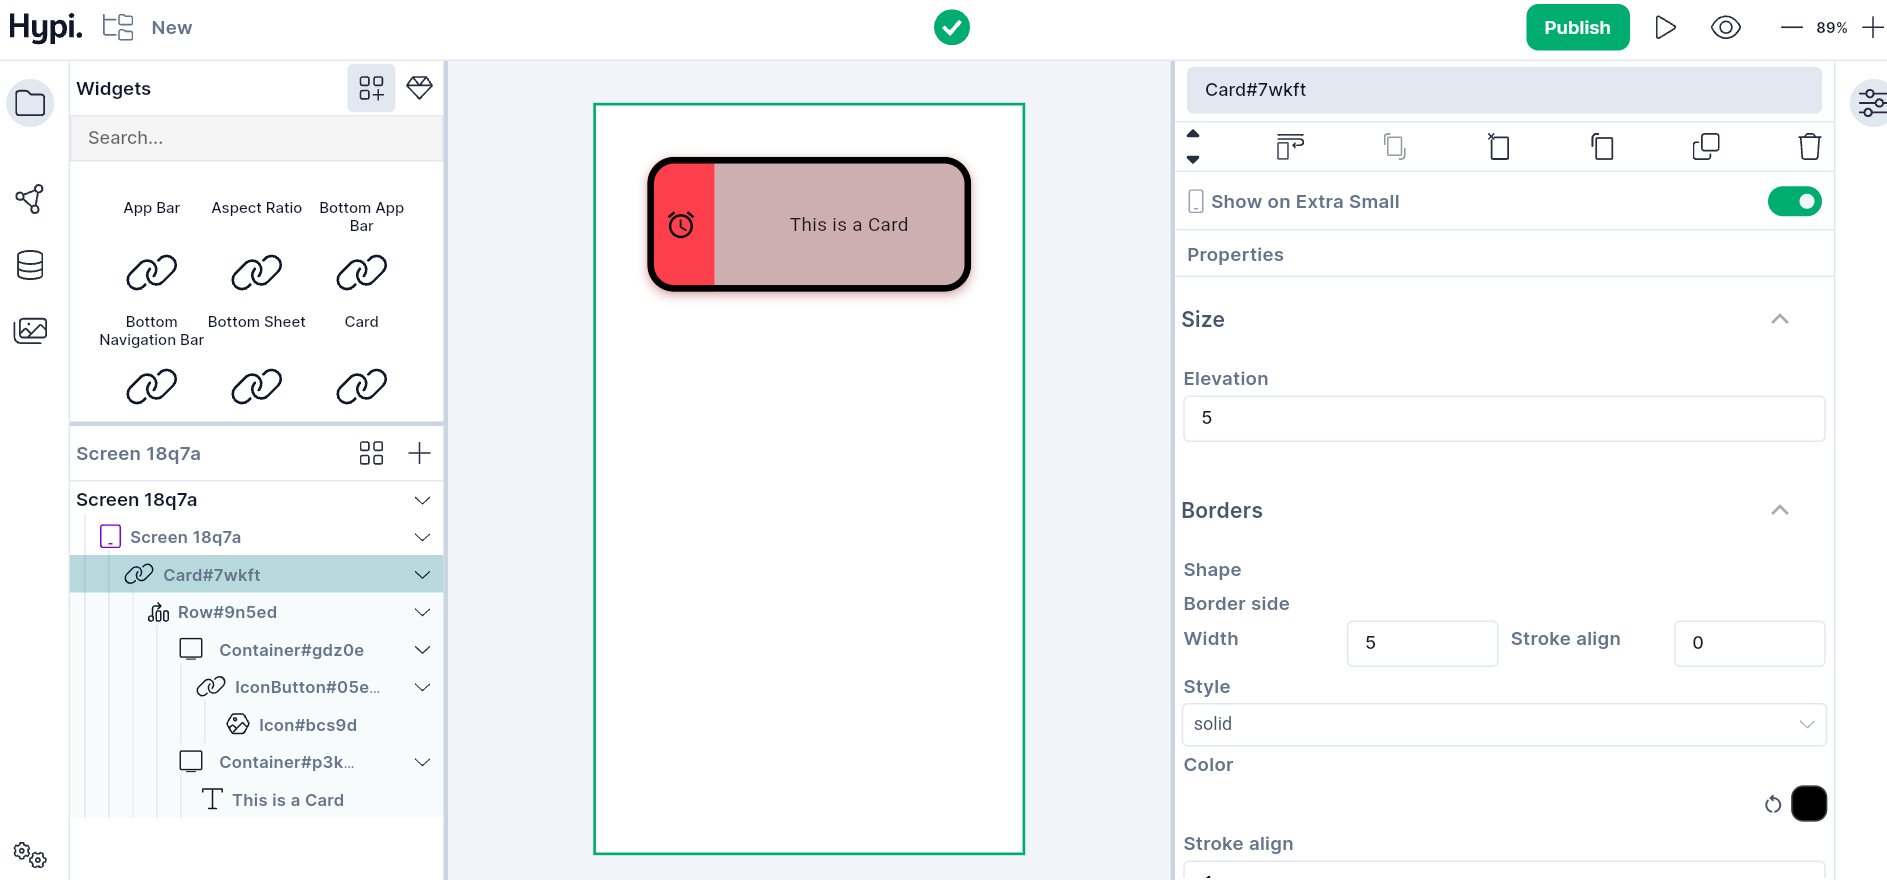 Hypi.
New
Publish
89%
Widgets
Search...
App Bar
Aspect Ratio
Bottom App
Bar
Bottom
Navigation Bar
Bottom Sheet
Card
Screen 18q7a
Screen 18q7a
Screen 18q7a
Card#7wkft
Row#9n5ed
Container#gdz0e
IconButton#05e...
Icon#bcs9d
Container#p3k...
This is a Card
This is a Card
Card#7wkft
Show on Extra Small
Properties
Size
Elevation
5
Borders
Shape
Border side
Width
5
Stroke align
0
Style
solid
Color
Stroke align